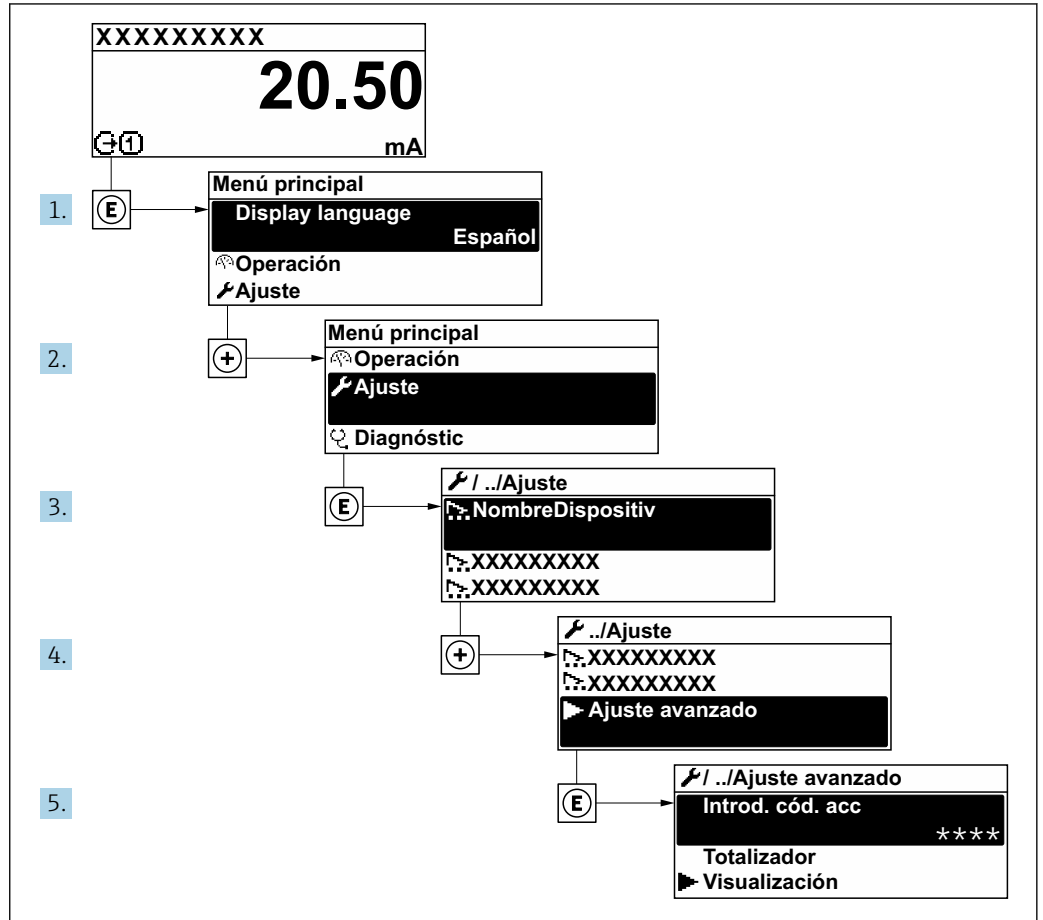 XXXXXXXXX
20.50
1
mA
1.
E
Menú principal
Display language
Español
Operación
Ajuste
2.
+
Menú principal
Operación
Ajuste
Diagnóstic
3.
E
/ ../Ajuste
NombreDispositiv
XXXXXXXXX
XXXXXXXXX
4.
+
../Ajuste
XXXXXXXXX
XXXXXXXXX
Ajuste avanzado
5.
E
/ ../Ajuste avanzado
Introd. cód. acc
****
Totalizador
Visualización